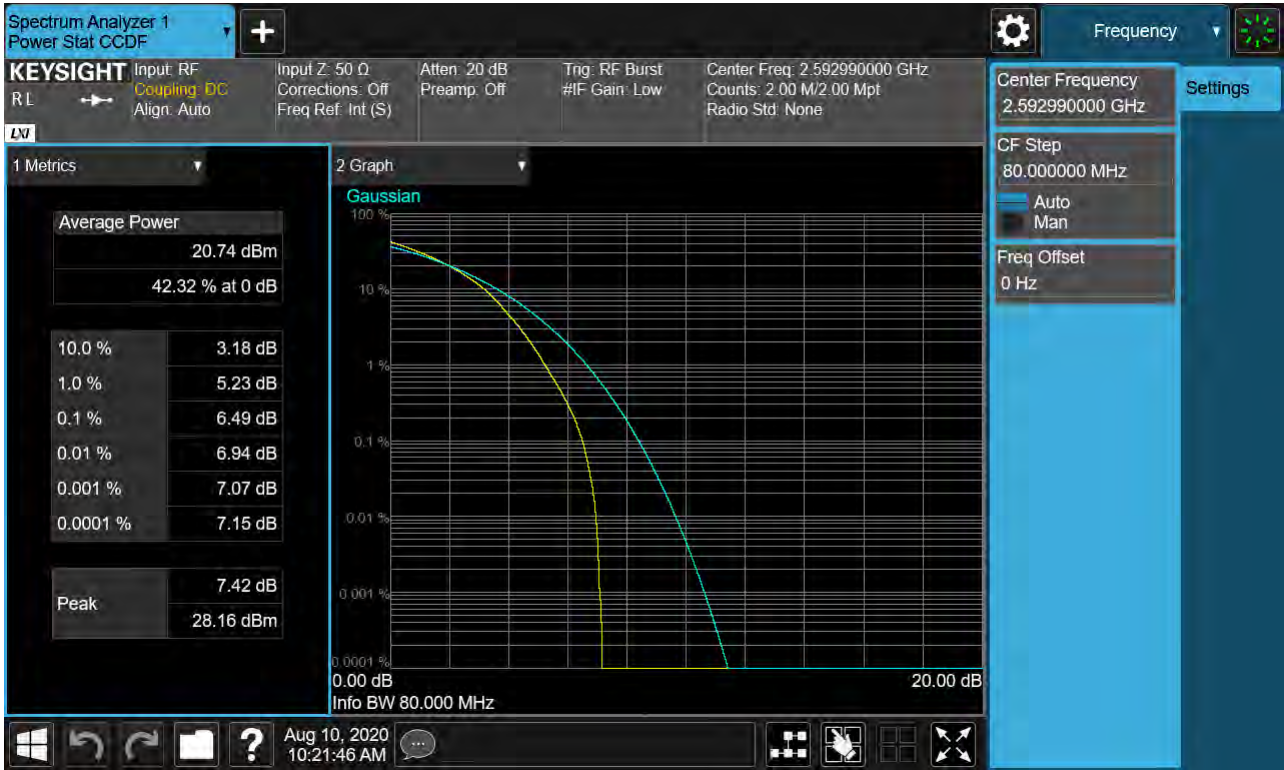 Spectrum Analyzer 1
Power Stat CCDF
Frequency
KEYSIGHT
RL
LXI
Input: RF
Coupling: DC
Align: Auto
Input Z: 50 Ω
Corrections: Off
Freq Ref: Int (S)
Atten: 20 dB
Preamp: Off
Trig: RF Burst
#IF Gain: Low
Center Freq: 2.592990000 GHz
Counts: 2.00 M/2.00 Mpt
Radio Std: None
Center Frequency
2.592990000 GHz
Settings
CF Step
80.000000 MHz
Auto
Man
Freq Offset
0 Hz
1 Metrics
Average Power
20.74 dBm
42.32 % at 0 dB
10.0 % 3.18 dB
1.0 % 5.23 dB
0.1 % 6.49 dB
0.01 % 6.94 dB
0.001 % 7.07 dB
0.0001 % 7.15 dB
Peak
7.42 dB
28.16 dBm
2 Graph
Gaussian
100 %
10 %
1 %
0.1 %
0.01 %
0.001 %
0.0001 %
0.00 dB 20.00 dB
Info BW 80.000 MHz
?
Aug 10, 2020
10:21:46 AM